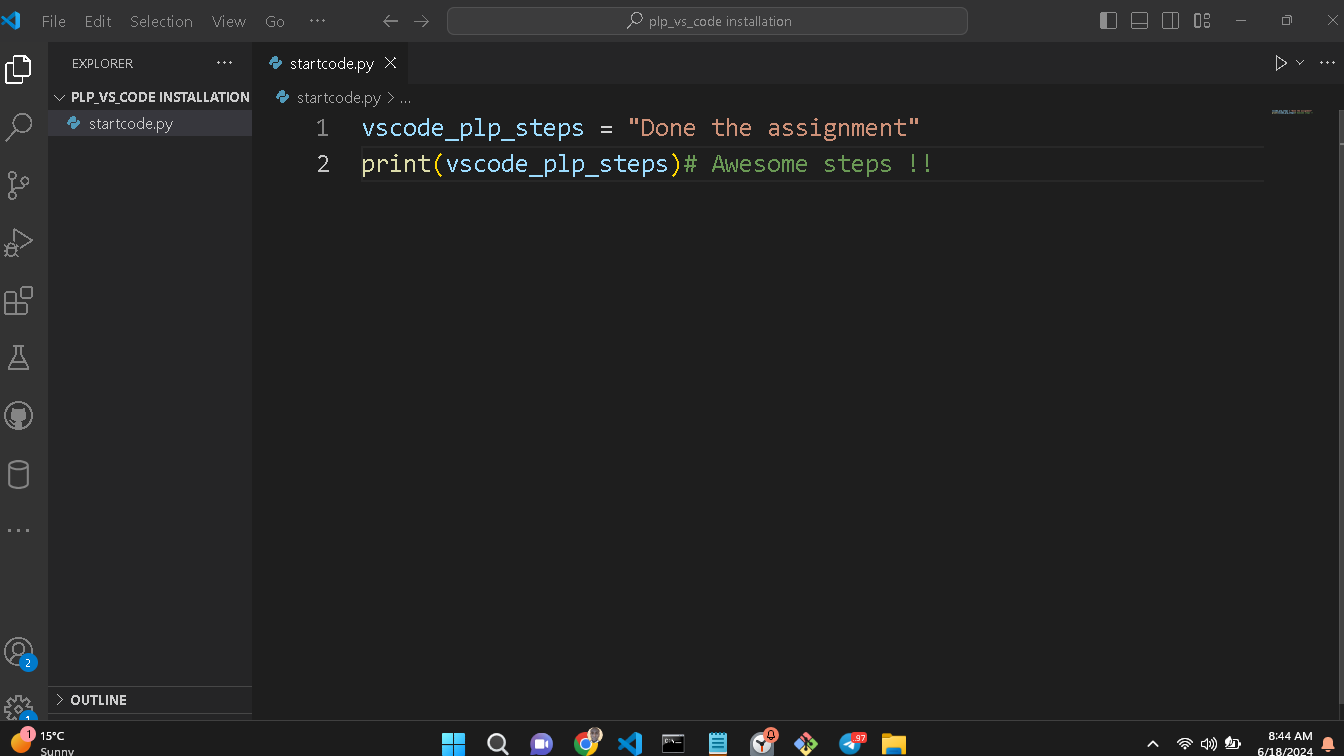 File Edit Selection View Go ...
plp_vs_code installation
EXPLORER ...
startcode.py
PLP_VS_CODE INSTALLATION
startcode.py > ...
startcode.py
1 vscode_plp_steps = "Done the assignment"
2 print(vscode_plp_steps)# Awesome steps !!
2
OUTLINE
1
1
15°C
Sunny
97
8:44 AM
6/18/2024